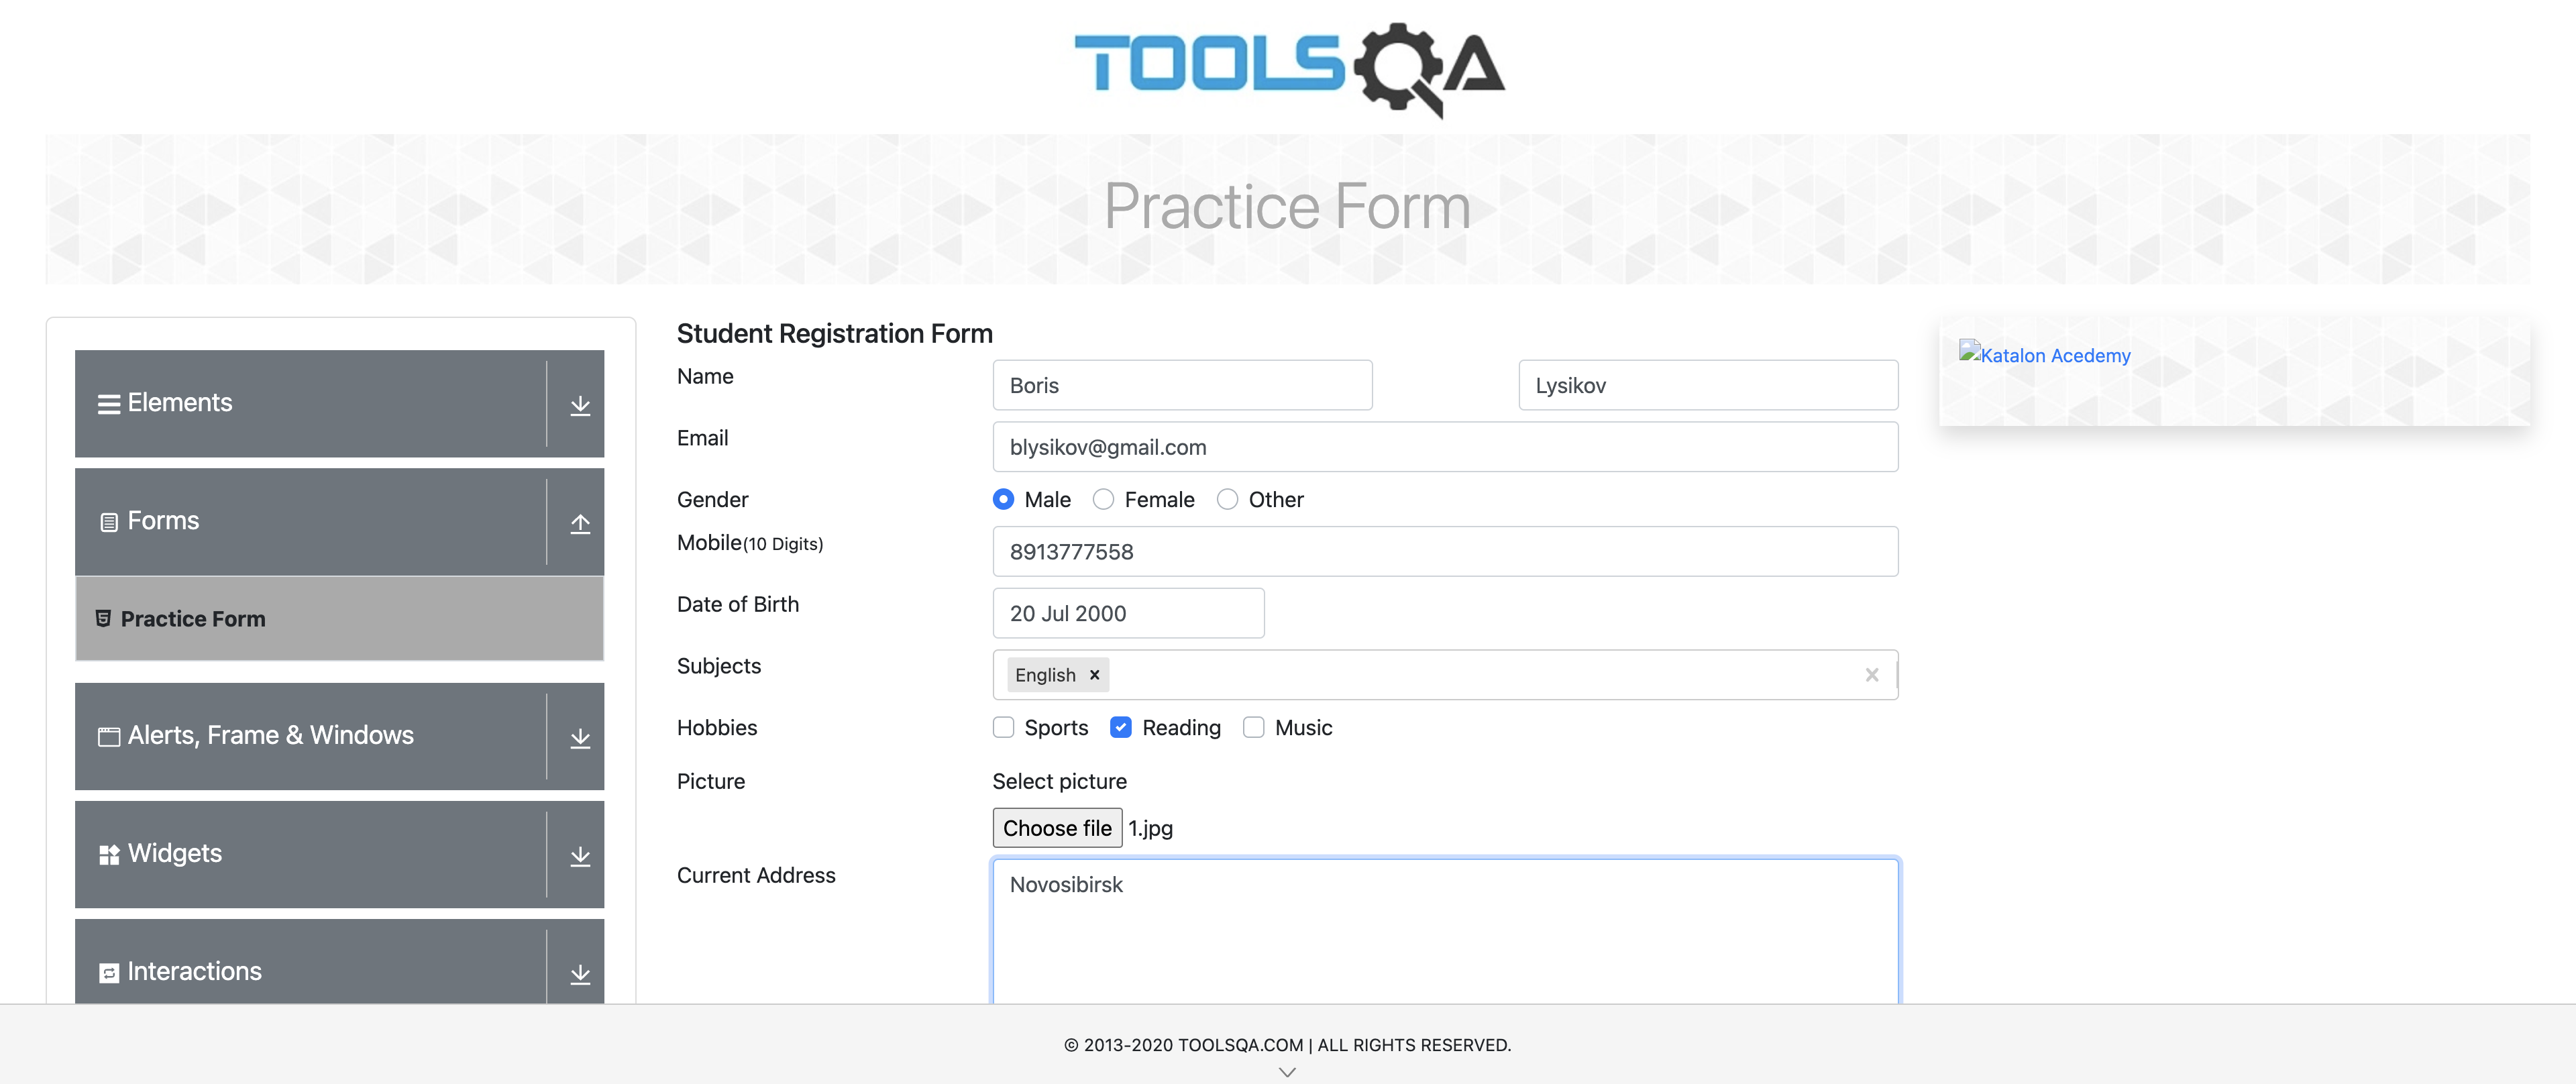 TOOLSQA
Practice Form
Elements
Forms
Practice Form
Alerts, Frame & Windows
Widgets
Interactions
Student Registration Form
Name Boris Lysikov
Email blysikov@gmail.com
Gender Male Female Other
Mobile(10 Digits) 8913777558
Date of Birth 20 Jul 2000
Subjects English
Hobbies Sports Reading Music
Picture Select picture
Choose file 1.jpg
Current Address Novosibirsk
Katalon Acedemy
© 2013-2020 TOOLSQA.COM | ALL RIGHTS RESERVED.